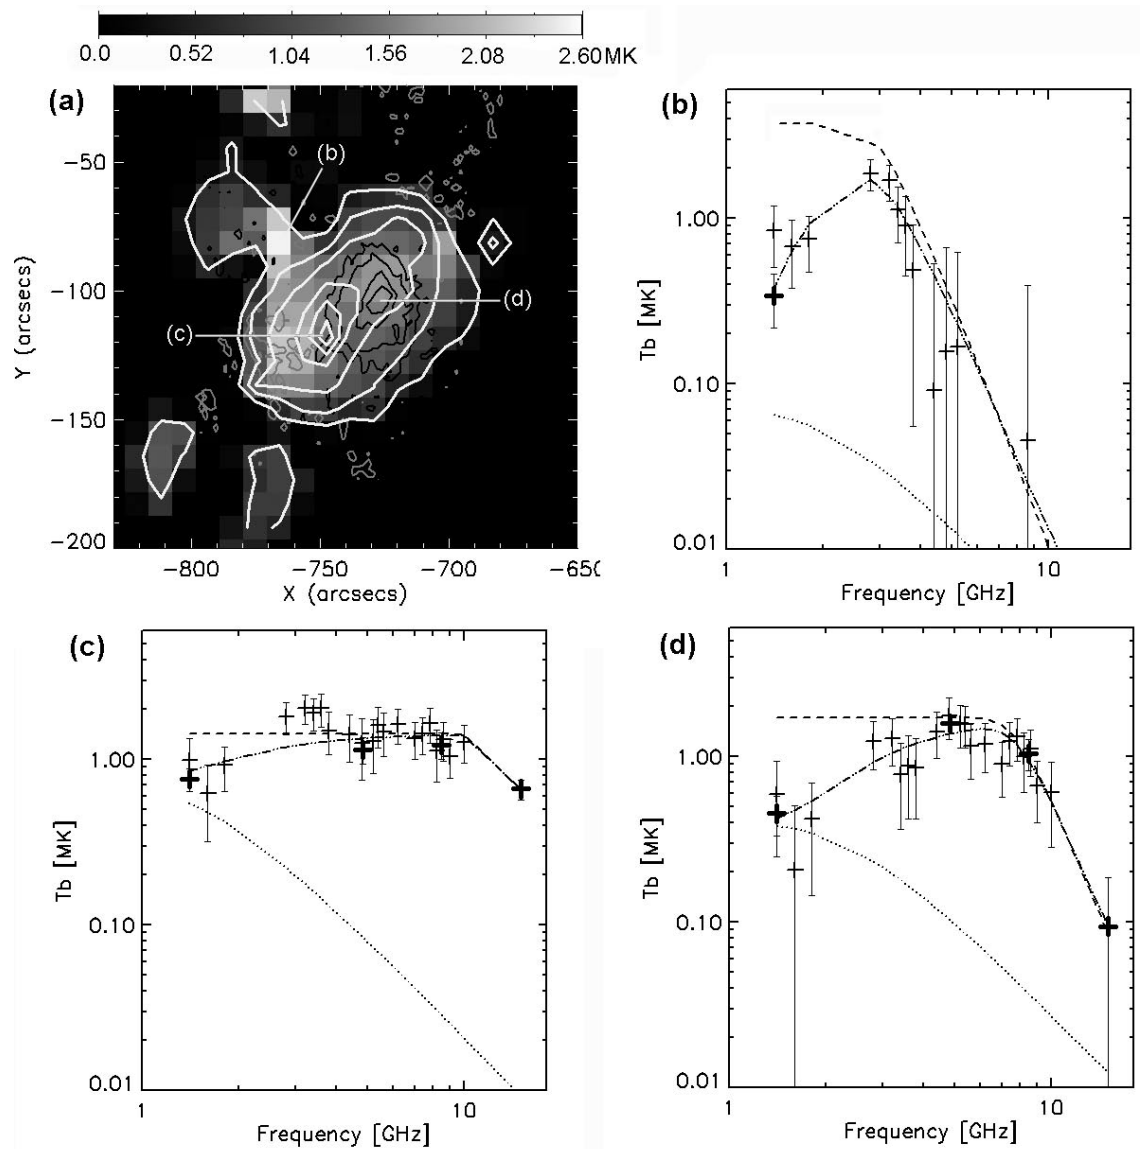 0.0 0.52 1.04 1.56 2.08 2.60MK
(a)
(b)
(c)
(d)
-50
-100
-150
-200
Y (arcsecs)
-800 -750 -700 -650
X (arcsecs)
(b)
1.00
0.10
0.01
Tb [MK]
1 10
Frequency [GHz]
(c)
1.00
0.10
0.01
Tb [MK]
1 10
Frequency [GHz]
(d)
1.00
0.10
0.01
Tb [MK]
1 10
Frequency [GHz]